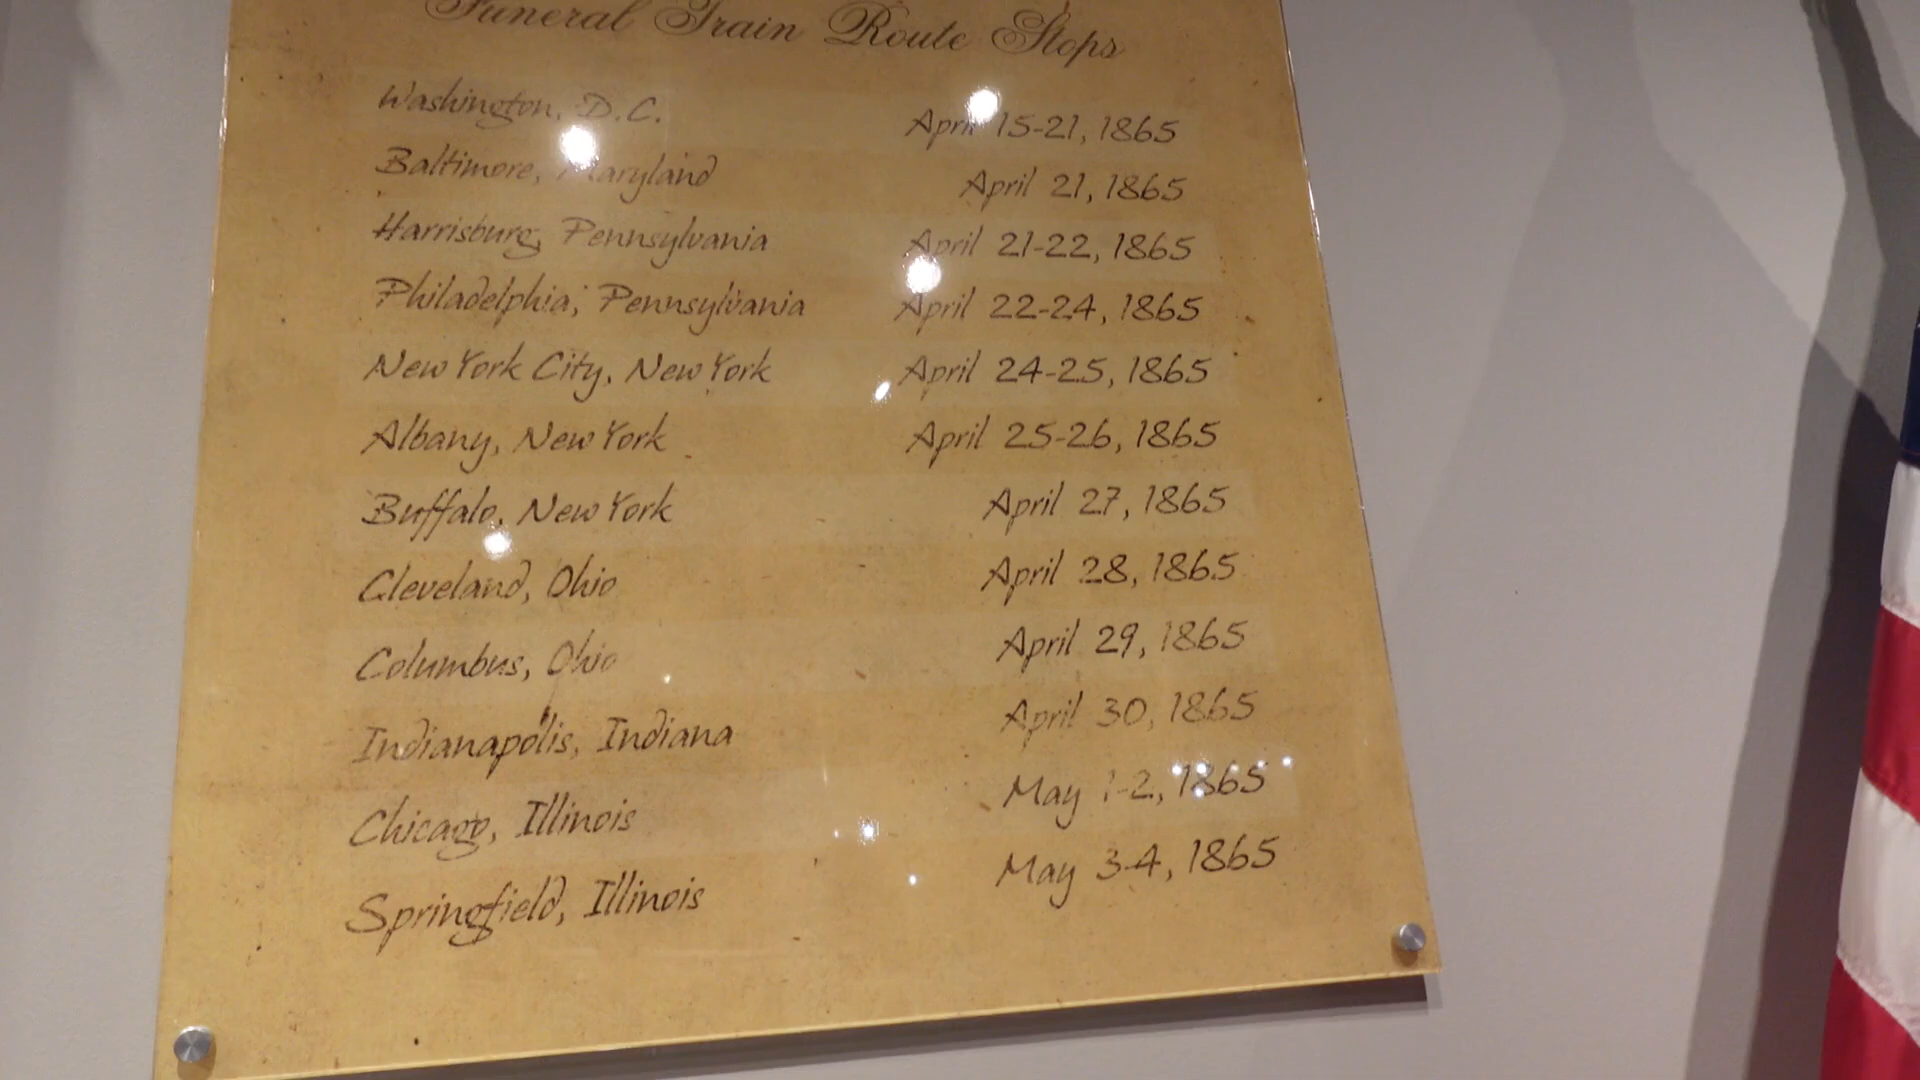 Funeral Train Route Stops
Washington, D.C. April 15-21, 1865
Baltimore, Maryland April 21, 1865
Harrisburg, Pennsylvania April 21-22, 1865
Philadelphia, Pennsylvania April 22-24, 1865
New York City, New York April 24-25, 1865
Albany, New York April 25-26, 1865
Buffalo, New York April 27, 1865
Cleveland, Ohio April 28, 1865
Columbus, Ohio April 29, 1865
Indianapolis, Indiana April 30, 1865
Chicago, Illinois May 1-2, 1865
Springfield, Illinois May 3-4, 1865